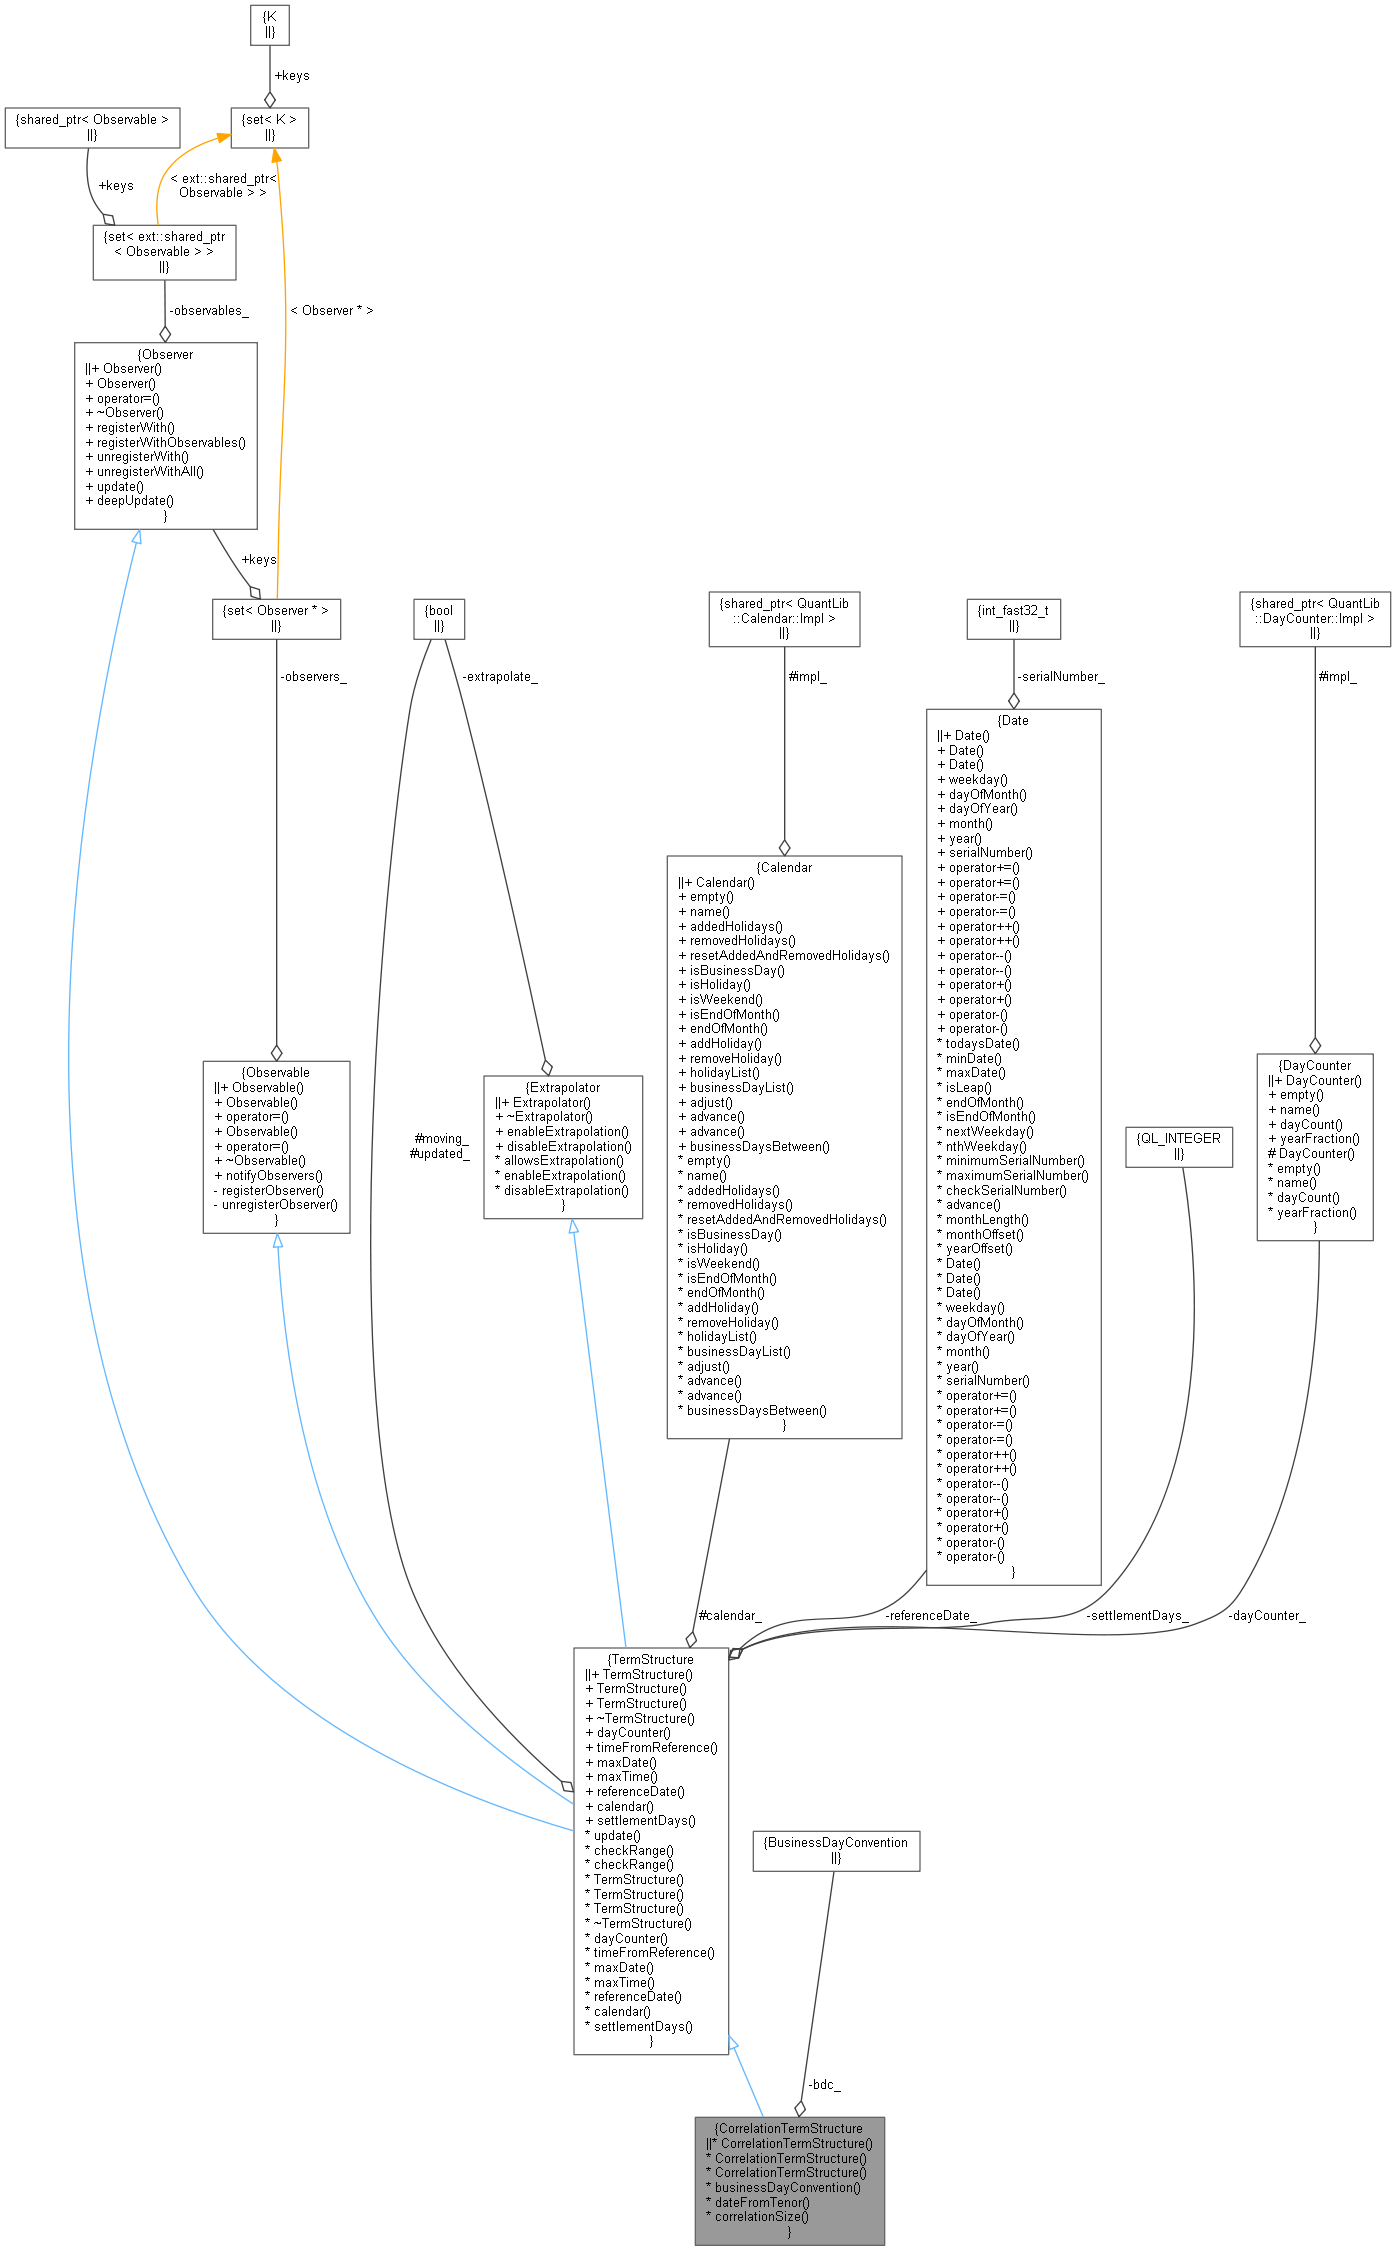 {K
||}
+keys
{shared_ptr< Observable >
||}
{set< K >
||}
+keys
< ext::shared_ptr<
Observable > >
{set< ext::shared_ptr
< Observable > >
||}
-observables_
< Observer * >
{Observer
||+ Observer()
+ Observer()
+ operator=()
+ ~Observer()
+ registerWith()
+ registerWithObservables()
+ unregisterWith()
+ unregisterWithAll()
+ update()
+ deepUpdate()
}
+keys
{set< Observer * >
||}
{bool
||}
{shared_ptr< QuantLib
::Calendar::Impl >
||}
{int_fast32_t
||}
{shared_ptr< QuantLib
::DayCounter::Impl >
||}
-observers_
-extrapolate_
#impl_
-serialNumber_
#impl_
{Date
||+ Date()
+ Date()
+ Date()
+ weekday()
+ dayOfMonth()
+ dayOfYear()
+ month()
+ year()
+ serialNumber()
+ operator+=()
+ operator+=()
+ operator-=()
+ operator-=()
+ operator++()
+ operator++()
+ operator--()
+ operator--()
+ operator+()
+ operator+()
+ operator-()
+ operator-()
* todaysDate()
* minDate()
* maxDate()
* isLeap()
* endOfMonth()
* isEndOfMonth()
* nextWeekday()
* nthWeekday()
* minimumSerialNumber()
* maximumSerialNumber()
* checkSerialNumber()
* advance()
* monthLength()
* monthOffset()
* yearOffset()
* Date()
* Date()
* Date()
* weekday()
* dayOfMonth()
* dayOfYear()
* month()
* year()
* serialNumber()
* operator+=()
* operator+=()
* operator-=()
* operator-=()
* operator++()
* operator++()
* operator--()
* operator--()
* operator+()
* operator+()
* operator-()
* operator-()
}
{Calendar
||+ Calendar()
+ empty()
+ name()
+ addedHolidays()
+ removedHolidays()
+ resetAddedAndRemovedHolidays()
+ isBusinessDay()
+ isHoliday()
+ isWeekend()
+ isEndOfMonth()
+ endOfMonth()
+ addHoliday()
+ removeHoliday()
+ holidayList()
+ businessDayList()
+ adjust()
+ advance()
+ advance()
+ businessDaysBetween()
* empty()
* name()
* addedHolidays()
* removedHolidays()
* resetAddedAndRemovedHolidays()
* isBusinessDay()
* isHoliday()
* isWeekend()
* isEndOfMonth()
* endOfMonth()
* addHoliday()
* removeHoliday()
* holidayList()
* businessDayList()
* adjust()
* advance()
* advance()
* businessDaysBetween()
}
{Observable
||+ Observable()
+ Observable()
+ operator=()
+ Observable()
+ operator=()
+ ~Observable()
+ notifyObservers()
- registerObserver()
- unregisterObserver()
}
#moving_
#updated_
{Extrapolator
||+ Extrapolator()
+ ~Extrapolator()
+ enableExtrapolation()
+ disableExtrapolation()
* allowsExtrapolation()
* enableExtrapolation()
* disableExtrapolation()
}
{QL_INTEGER
||}
{DayCounter
||+ DayCounter()
+ empty()
+ name()
+ dayCount()
+ yearFraction()
# DayCounter()
* empty()
* name()
* dayCount()
* yearFraction()
}
#calendar_
-referenceDate_
-settlementDays_
-dayCounter_
{TermStructure
||+ TermStructure()
+ TermStructure()
+ TermStructure()
+ ~TermStructure()
+ dayCounter()
+ timeFromReference()
+ maxDate()
+ maxTime()
+ referenceDate()
+ calendar()
+ settlementDays()
* update()
* checkRange()
* checkRange()
* TermStructure()
* TermStructure()
* TermStructure()
* ~TermStructure()
* dayCounter()
* timeFromReference()
* maxDate()
* maxTime()
* referenceDate()
* calendar()
* settlementDays()
}
{BusinessDayConvention
||}
-bdc_
{CorrelationTermStructure
||* CorrelationTermStructure()
* CorrelationTermStructure()
* CorrelationTermStructure()
* businessDayConvention()
* dateFromTenor()
* correlationSize()
}